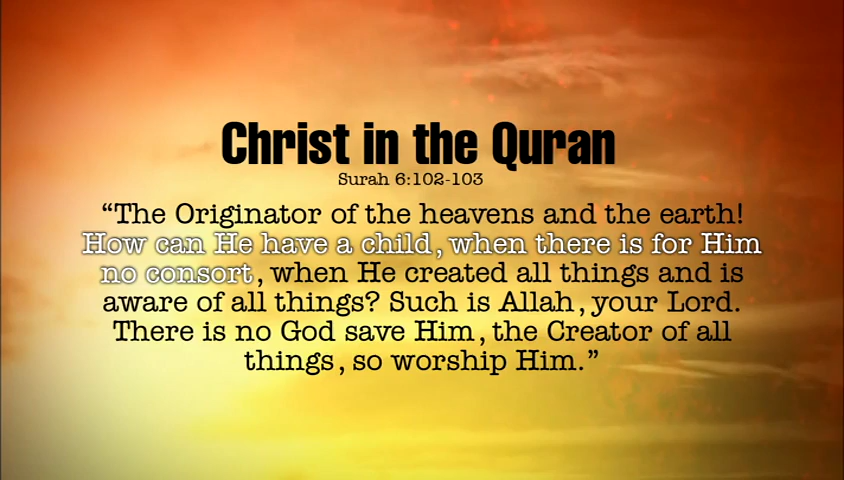 Christ in the Quran
Surah 6:102-103
“The Originator of the heavens and the earth!
How can He have a child, when there is for Him
no consort, when He created all things and is
aware of all things? Such is Allah, your Lord.
There is no God save Him, the Creator of all
things, so worship Him.”